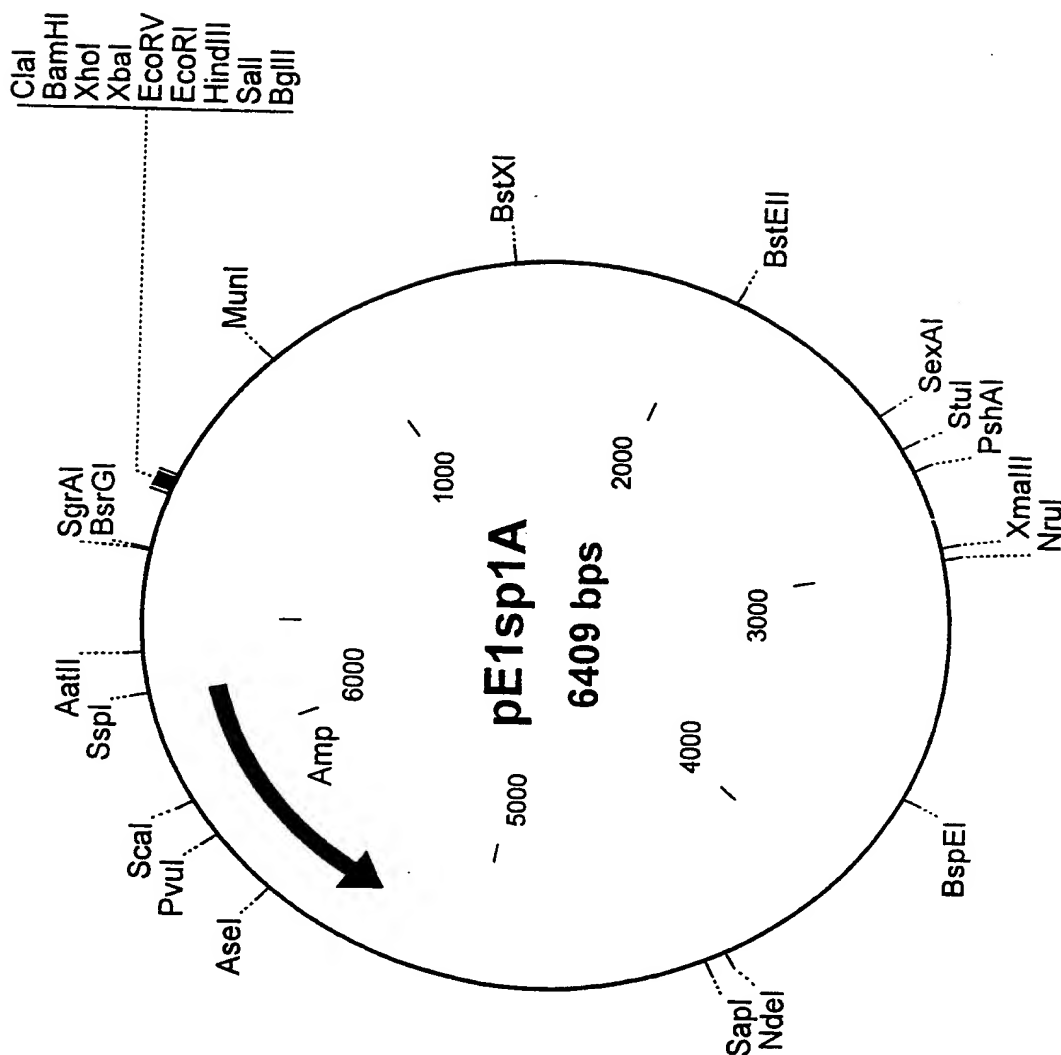 ClaI
BamHI
XhoI
XbaI
EcoRV
EcoRI
HindIII
SalI
BglII
MunI
BstXI
BstEII
SexAI
StuI
PshAI
XmaIII
NruI
BspEI
NdeI
SapI
AseI
PvuI
ScaI
SspI
AatII
SgrAI
BsrGI
1000
2000
3000
4000
5000
6000
Amp
pE1sp1A
6409 bps